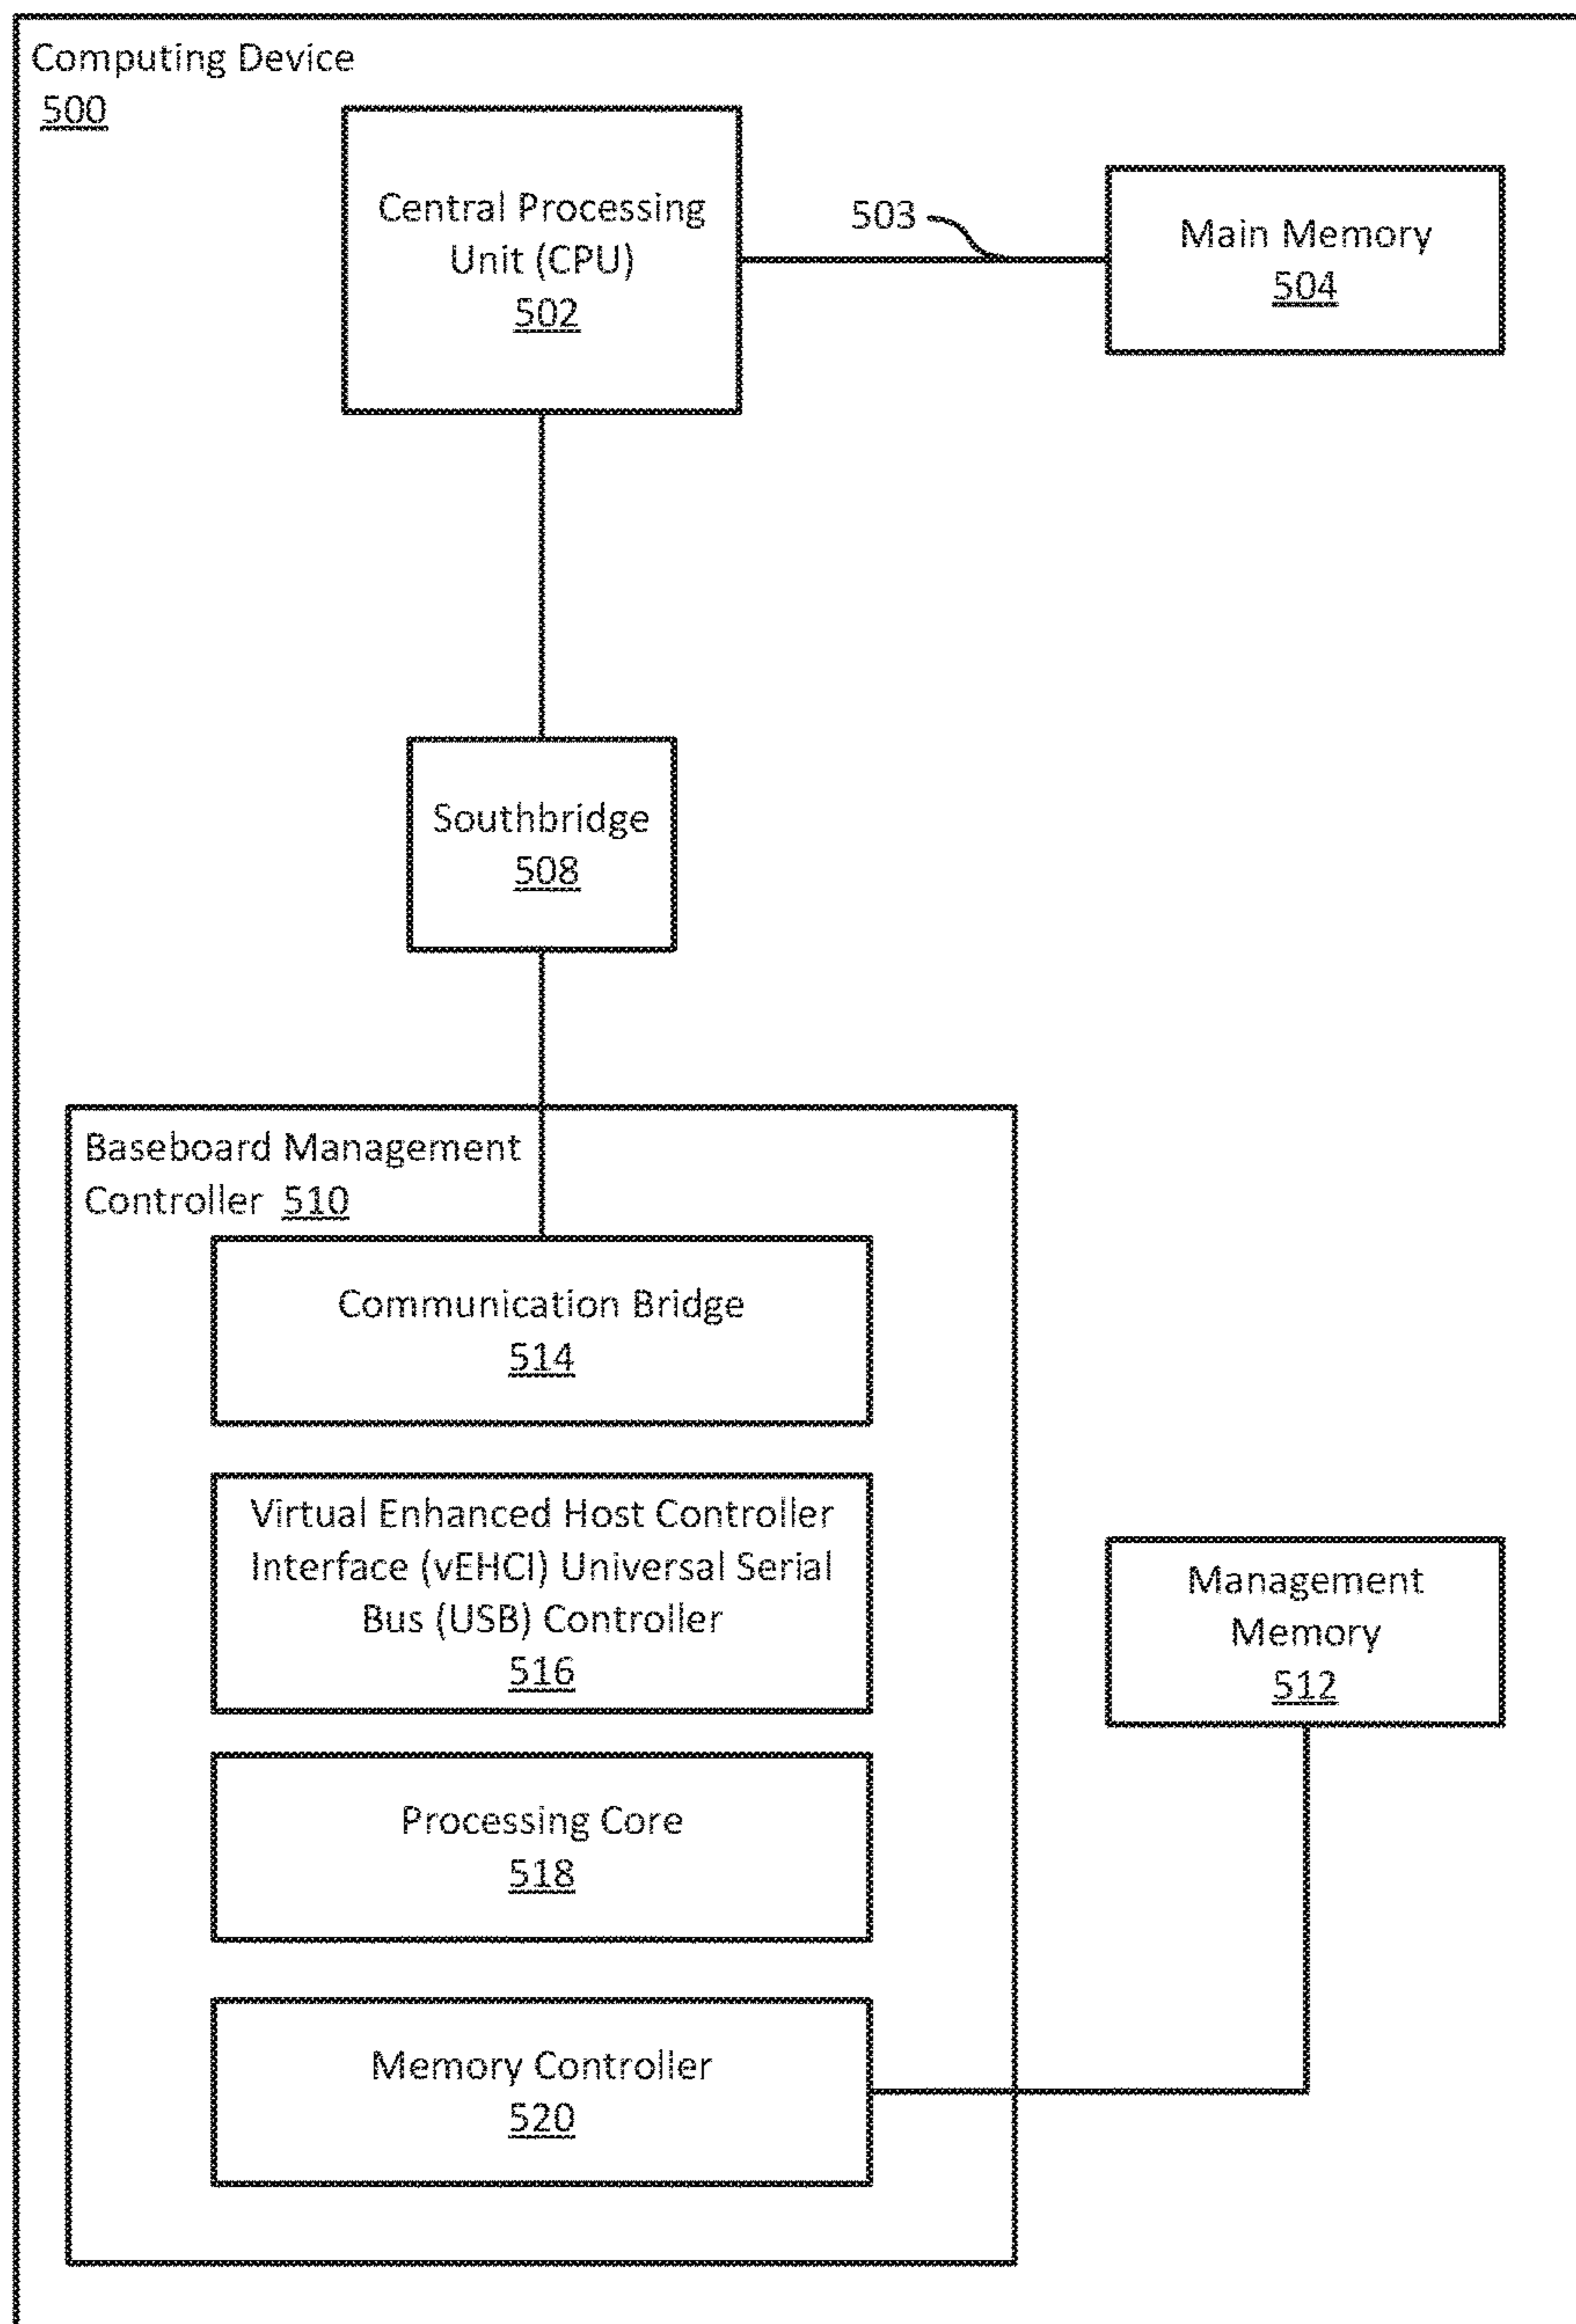 Computing Device
500
Central Processing
Unit (CPU)
502
503
Main Memory
504
Southbridge
508
Baseboard Management
Controller 510
Communication Bridge
514
Virtual Enhanced Host Controller
Interface (vEHCI) Universal Serial
Bus (USB) Controller
516
Management
Memory
512
Processing Core
518
Memory Controller
520